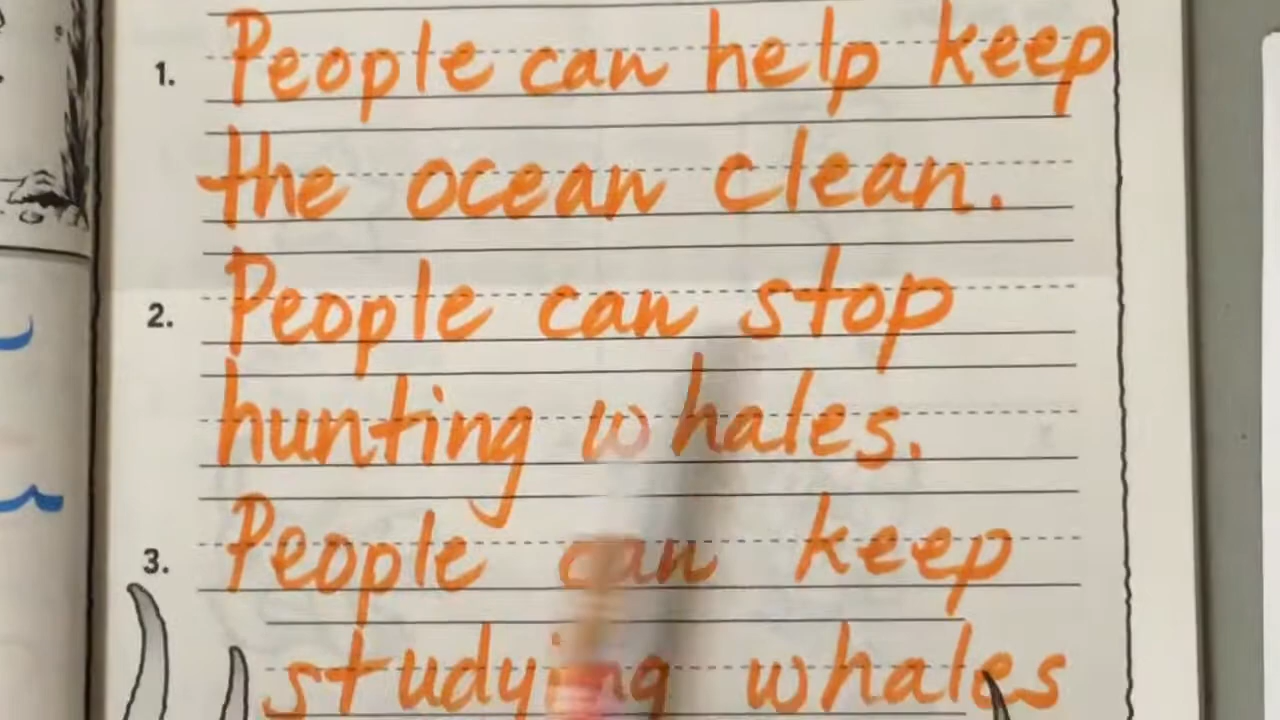 1. People can help keep
the ocean clean.
2. People can stop
hunting whales.
3. People can keep
studying whales